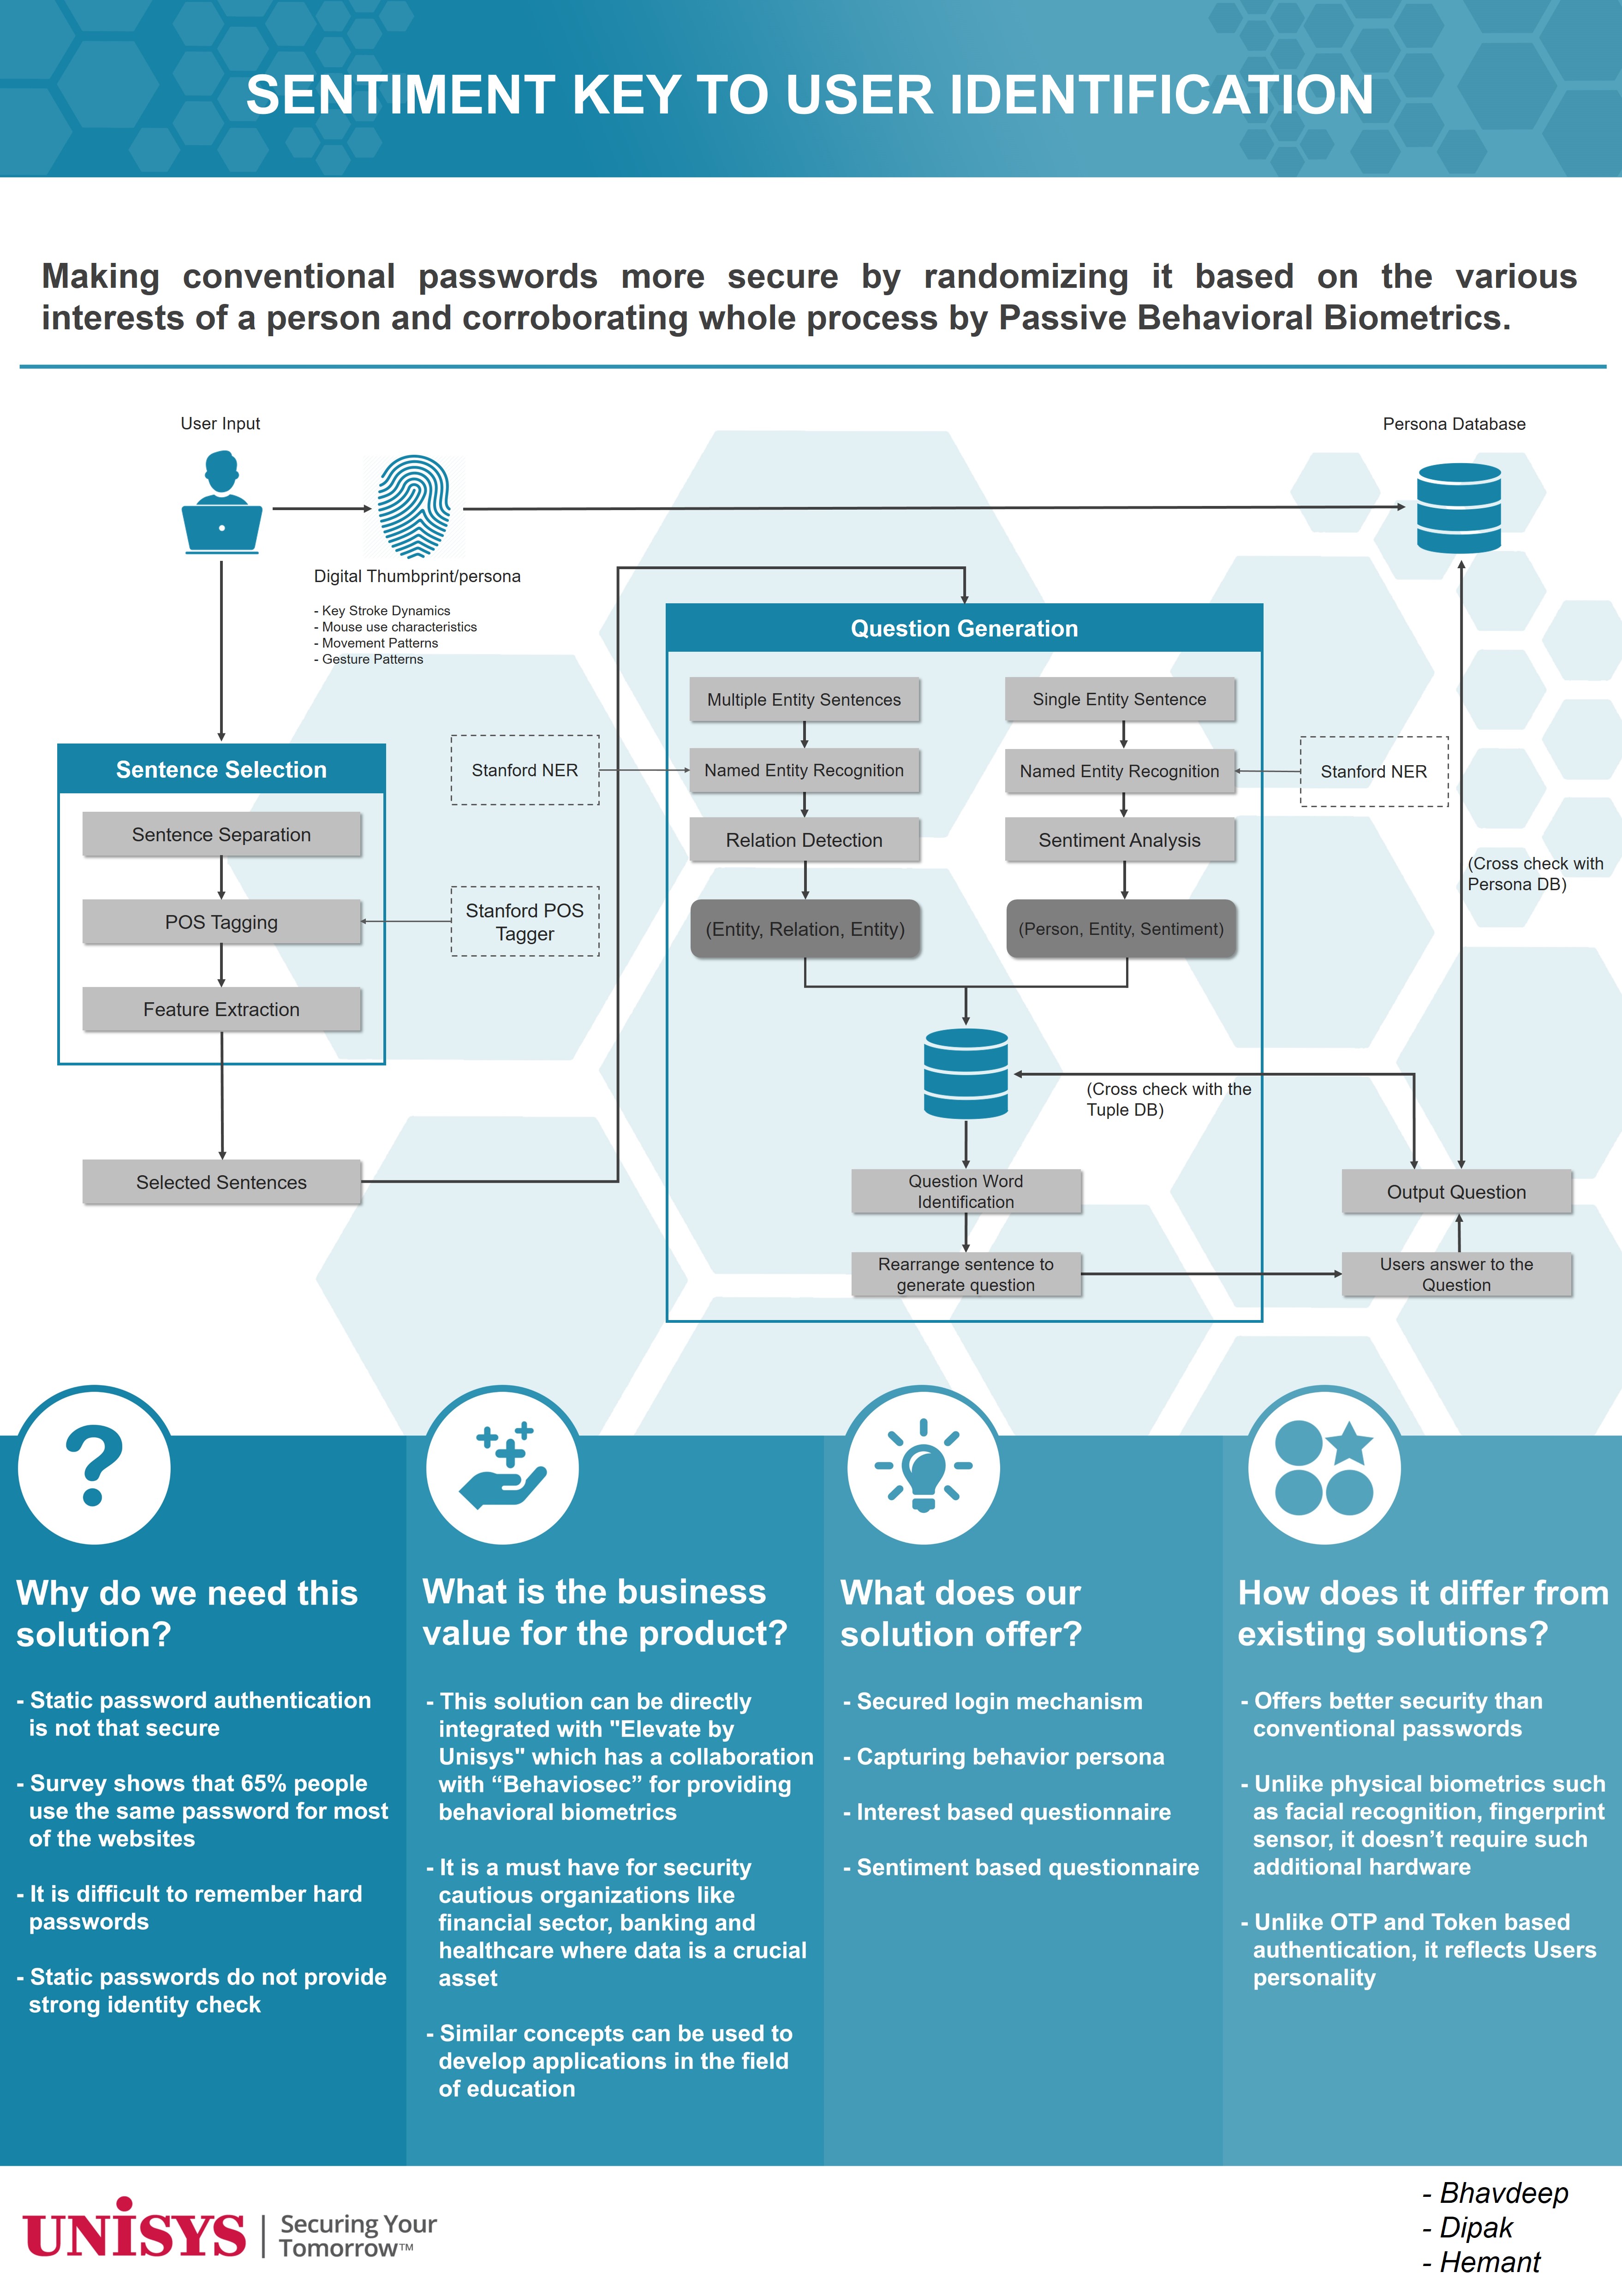 SENTIMENT KEY TO USER IDENTIFICATION
Making conventional passwords more secure by randomizing it based on the various
interests of a person and corroborating whole process by Passive Behavioral Biometrics.
User Input
Persona Database
Digital Thumbprint/persona
- Key Stroke Dynamics
- Mouse use characteristics
- Movement Patterns
- Gesture Patterns
Sentence Selection
Sentence Separation
POS Tagging
Feature Extraction
Selected Sentences
Stanford NER
Stanford POS
Tagger
Question Generation
Multiple Entity Sentences
Named Entity Recognition
Relation Detection
(Entity, Relation, Entity)
Single Entity Sentence
Named Entity Recognition
Sentiment Analysis
(Person, Entity, Sentiment)
Stanford NER
(Cross check with
Persona DB)
(Cross check with the
Tuple DB)
Question Word
Identification
Rearrange sentence to
generate question
Output Question
Users answer to the
Question
Why do we need this
solution?
- Static password authentication
is not that secure
- Survey shows that 65% people
use the same password for most
of the websites
- It is difficult to remember hard
passwords
- Static passwords do not provide
strong identity check
What is the business
value for the product?
- This solution can be directly
integrated with "Elevate by
Unisys" which has a collaboration
with “Behaviosec” for providing
behavioral biometrics
- It is a must have for security
cautious organizations like
financial sector, banking and
healthcare where data is a crucial
asset
- Similar concepts can be used to
develop applications in the field
of education
What does our
solution offer?
- Secured login mechanism
- Capturing behavior persona
- Interest based questionnaire
- Sentiment based questionnaire
How does it differ from
existing solutions?
- Offers better security than
conventional passwords
- Unlike physical biometrics such
as facial recognition, fingerprint
sensor, it doesn’t require such
additional hardware
- Unlike OTP and Token based
authentication, it reflects Users
personality
UNiSYS
Securing Your
Tomorrow™
- Bhavdeep
- Dipak
- Hemant